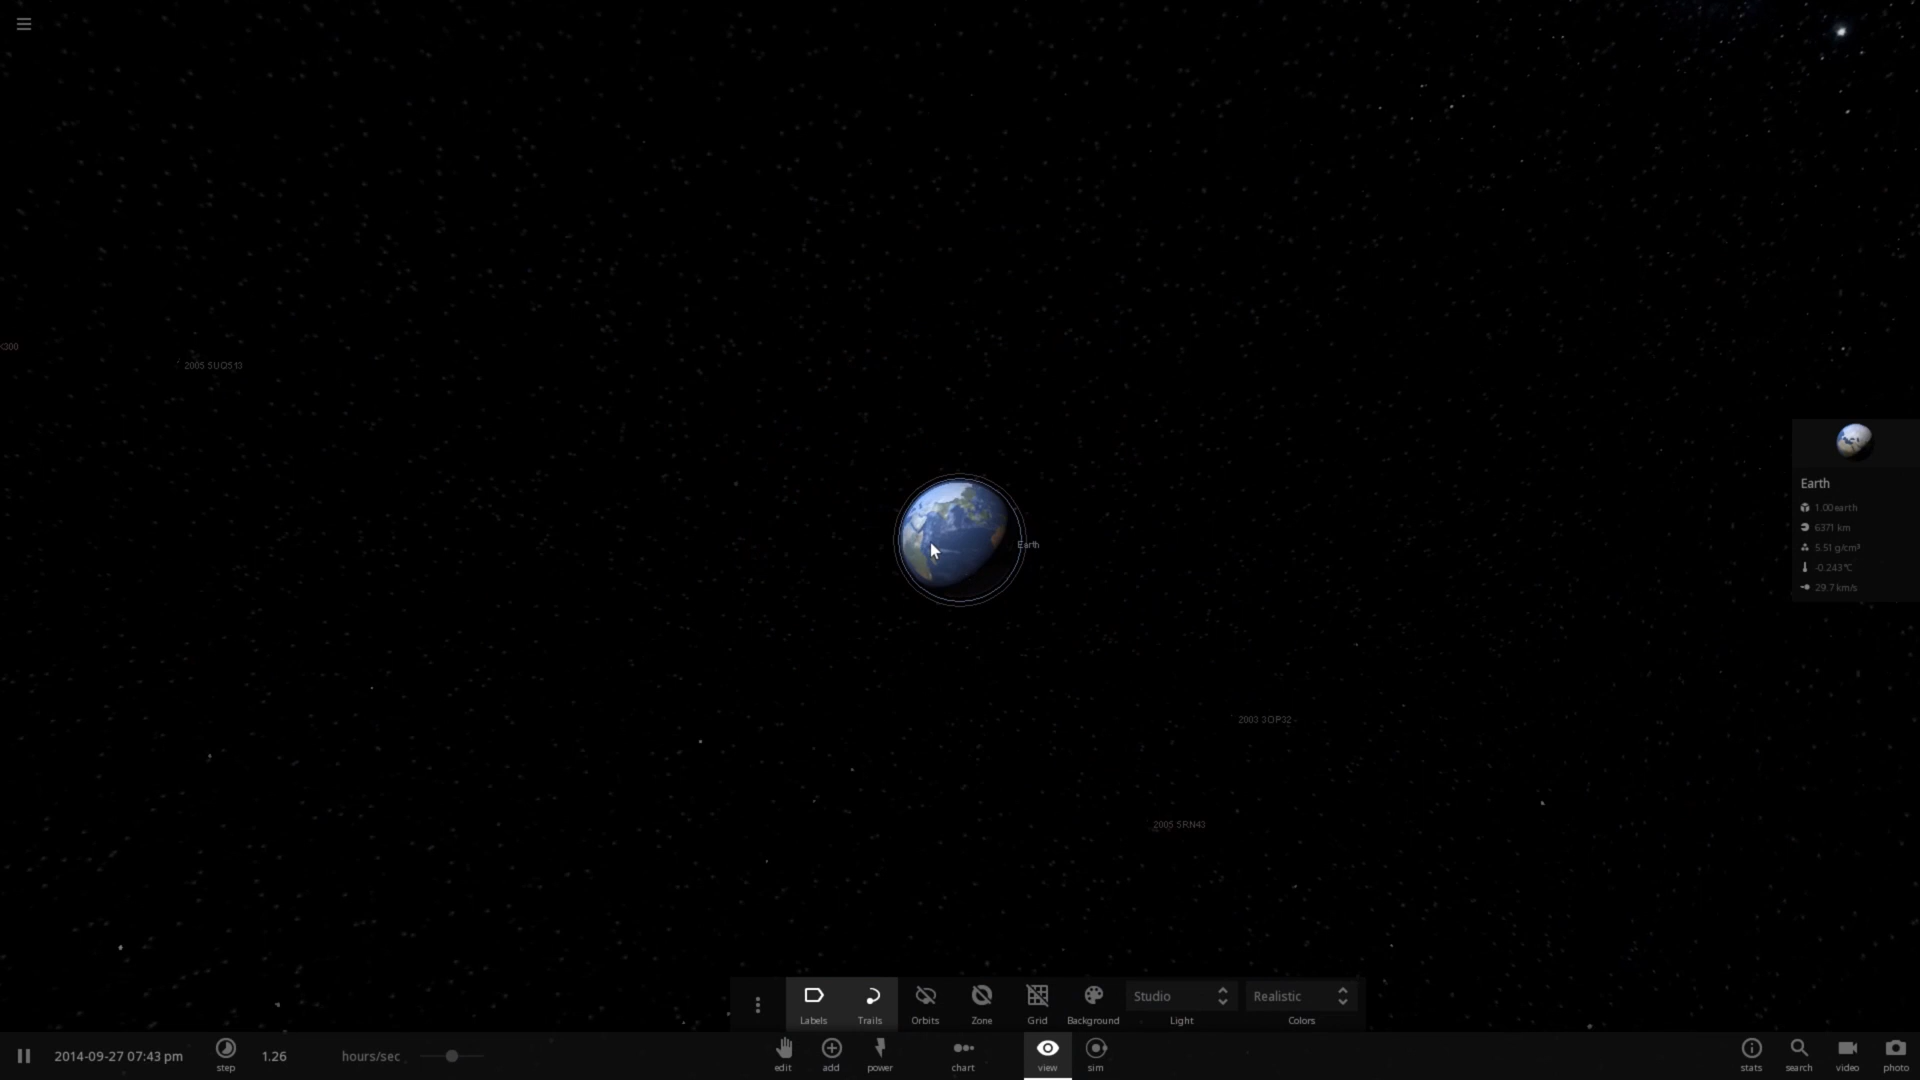 2005 SUQ513
Earth
Earth
1.00 earth
6371 km
5.51 g/cm³
-0.243°C
29.7 km/s
2005 SRN43
Labels
Trails
Orbits
Zone
Grid
Background
Studio
Light
Realistic
Colors
2014-09-27 07:43 pm
step
1.26
hours/sec
edit
add
power
chart
view
sim
stats
search
video
photo